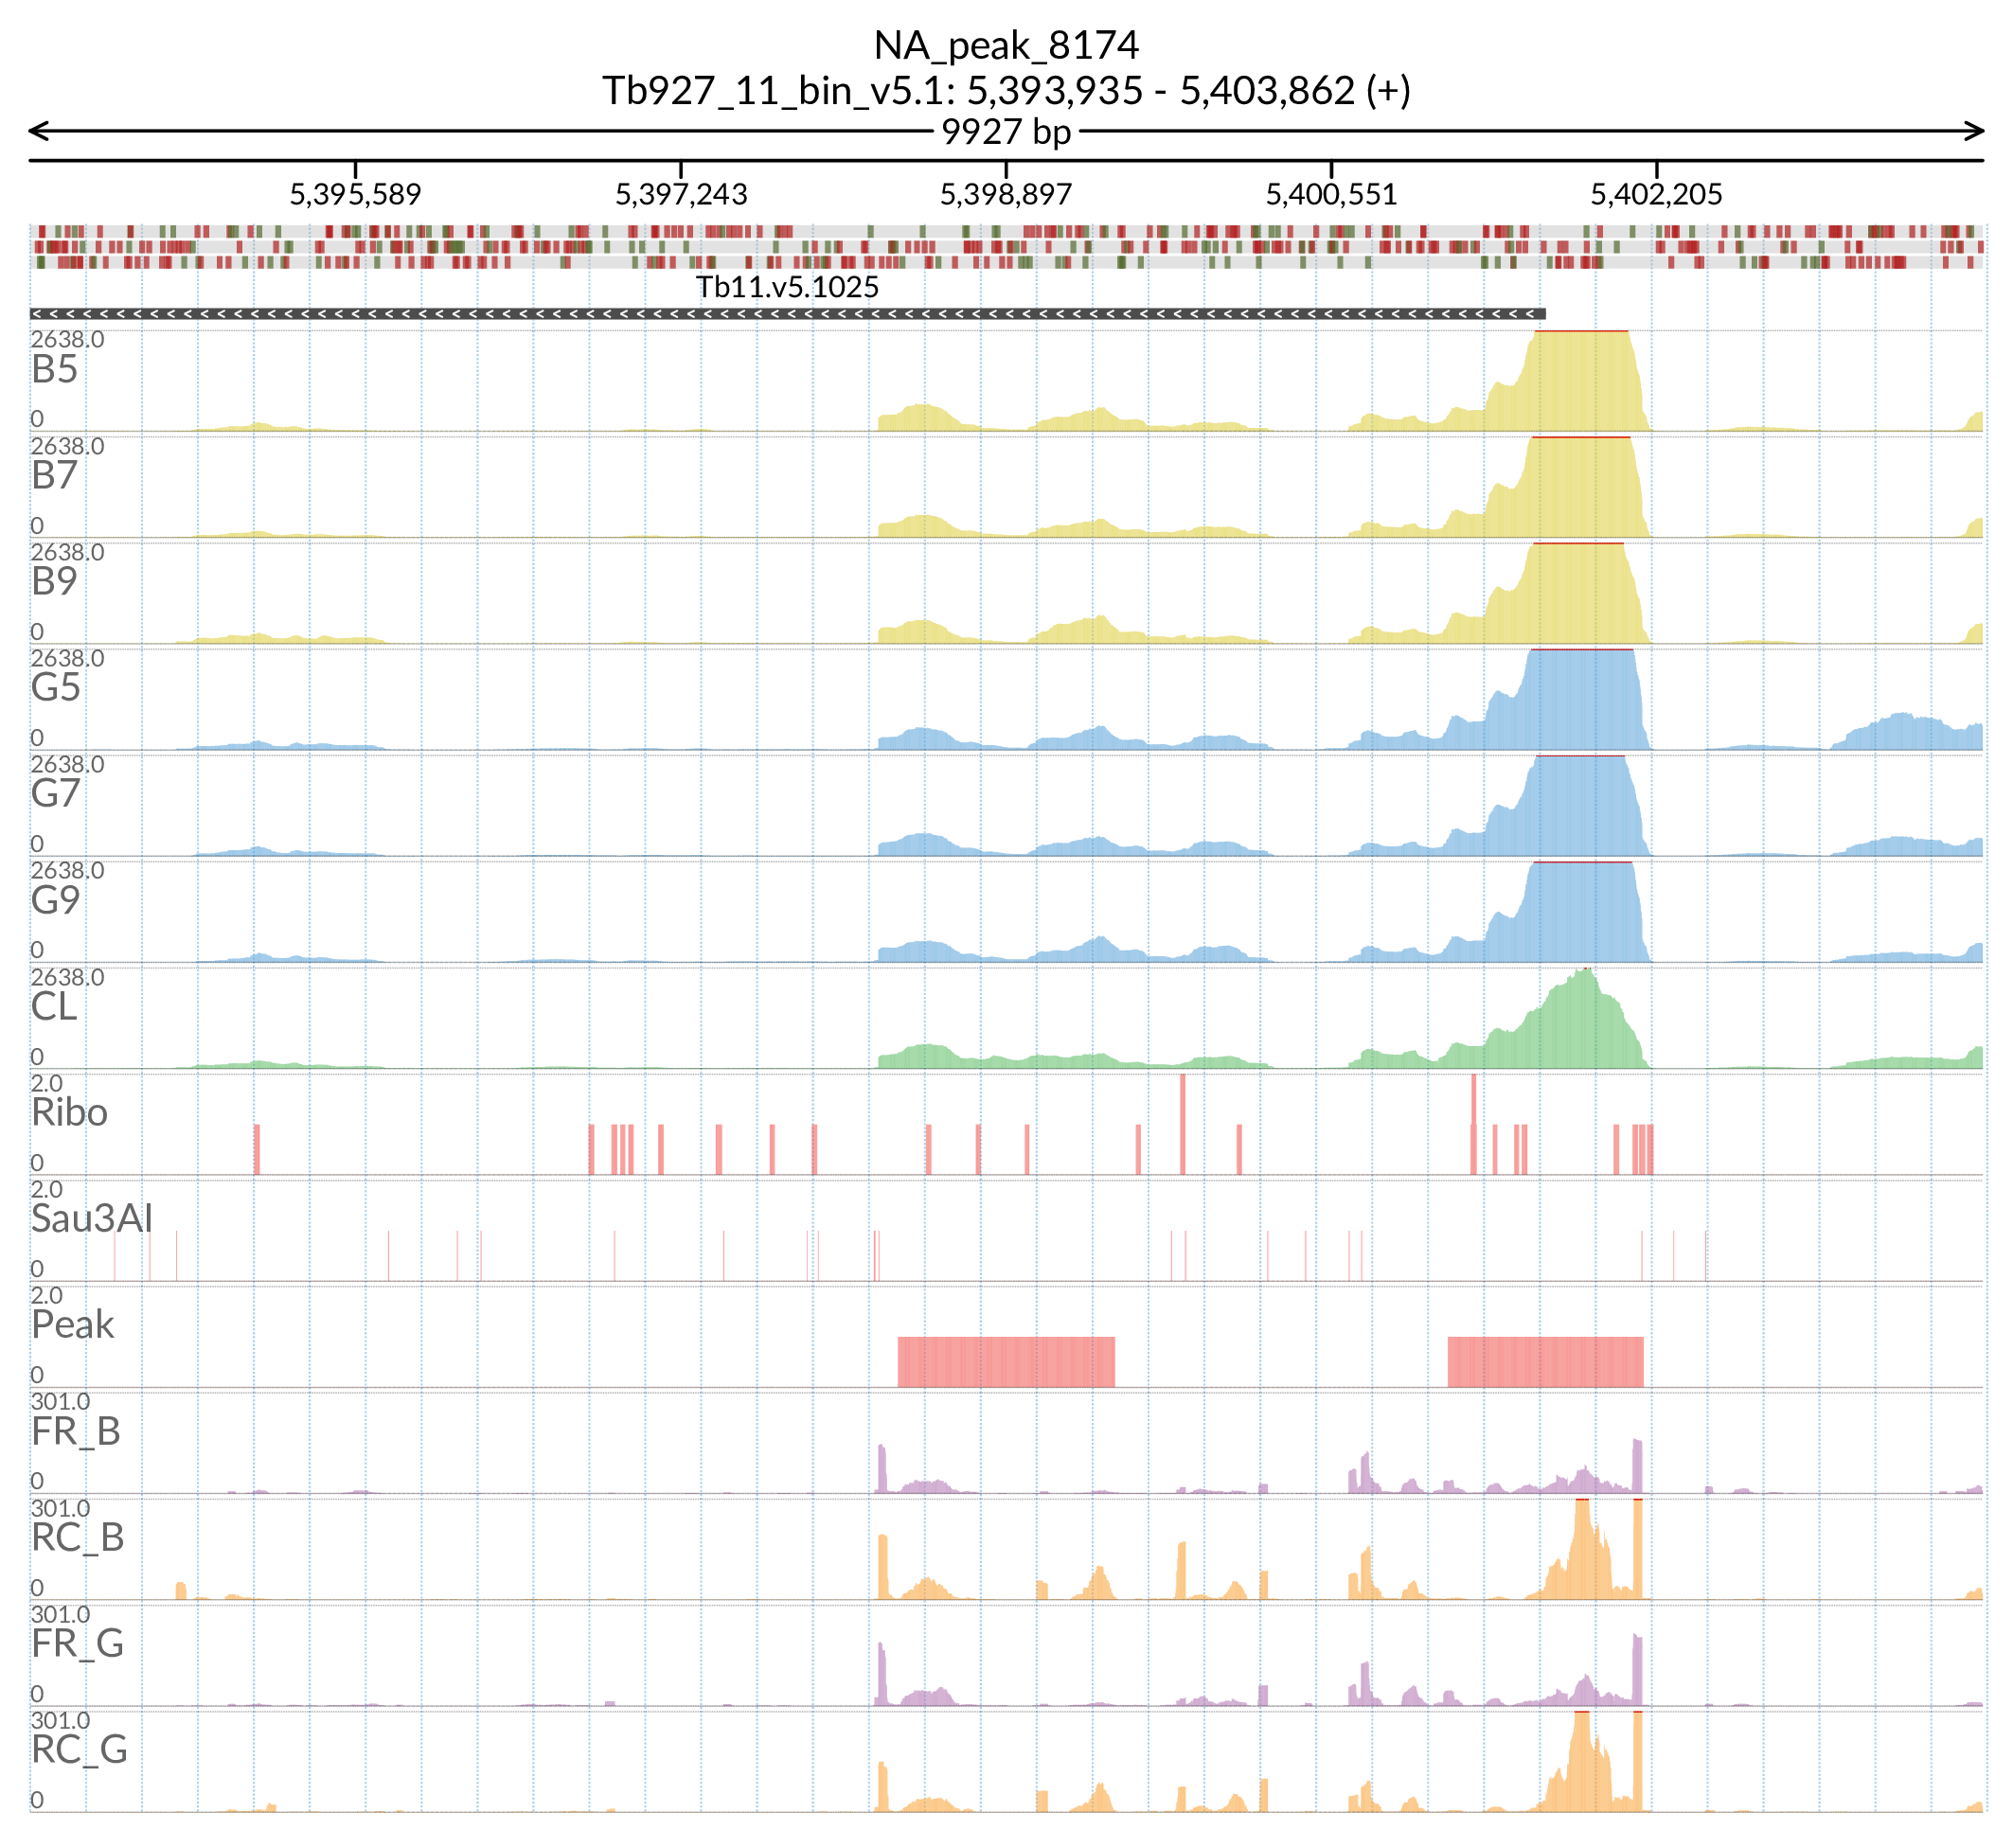 NA_peak_8174
Tb927_11_bin_v5.1: 5,393,935 - 5,403,862 (+)
9927 bp
5,395,589 5,397,243 5,398,897 5,400,551 5,402,205
Tb11.v5.1025
2638.0
B5
0
2638.0
B7
0
2638.0
B9
0
2638.0
G5
0
2638.0
G7
0
2638.0
G9
0
2638.0
CL
0
2.0
Ribo
0
2.0
Sau3AI
0
2.0
Peak
0
301.0
FR_B
0
301.0
RC_B
0
301.0
FR_G
0
301.0
RC_G
0